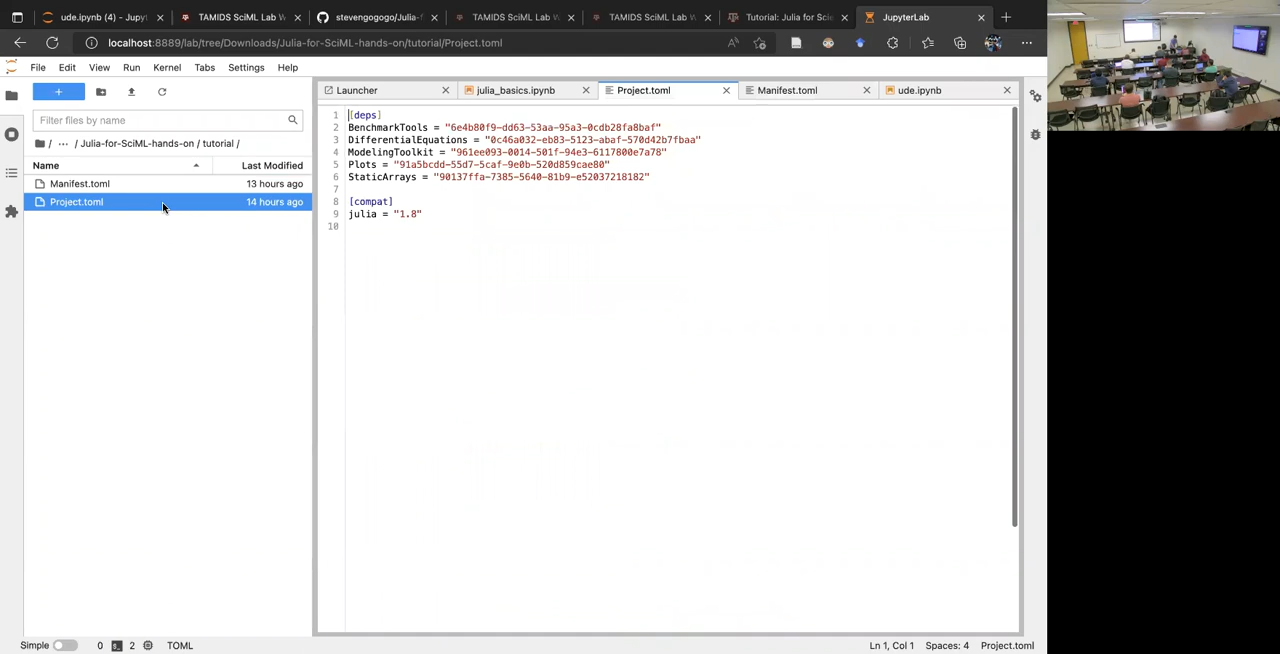 ude.ipynb (4) - Jupyt
TAMIDS SciML Lab W
stevengogogo/Julia-f
TAMIDS SciML Lab W
TAMIDS SciML Lab W
Tutorial: Julia for Scie
JupyterLab
localhost:8889/lab/tree/Downloads/Julia-for-SciML-hands-on/tutorial/Project.toml
File Edit View Run Kernel Tabs Settings Help
Launcher
julia_basics.ipynb
Project.toml
Manifest.toml
ude.ipynb
Filter files by name
/ ... / Julia-for-SciML-hands-on / tutorial /
Name Last Modified
Manifest.toml 13 hours ago
Project.toml 14 hours ago
1 [deps]
2 BenchmarkTools = "6e4b80f9-dd63-53aa-95a3-0cdb28fa8baf"
3 DifferentialEquations = "0c46a032-eb83-5123-abaf-570d42b7fbaa"
4 ModelingToolkit = "961ee093-0014-501f-94e3-6117800e7a78"
5 Plots = "91a5bcdd-55d7-5caf-9e0b-520d859cae80"
6 StaticArrays = "90137ffa-7385-5640-81b9-e52037218182"
7
8 [compat]
9 julia = "1.8"
10
Simple 0 2 TOML Ln 1, Col 1 Spaces: 4 Project.toml